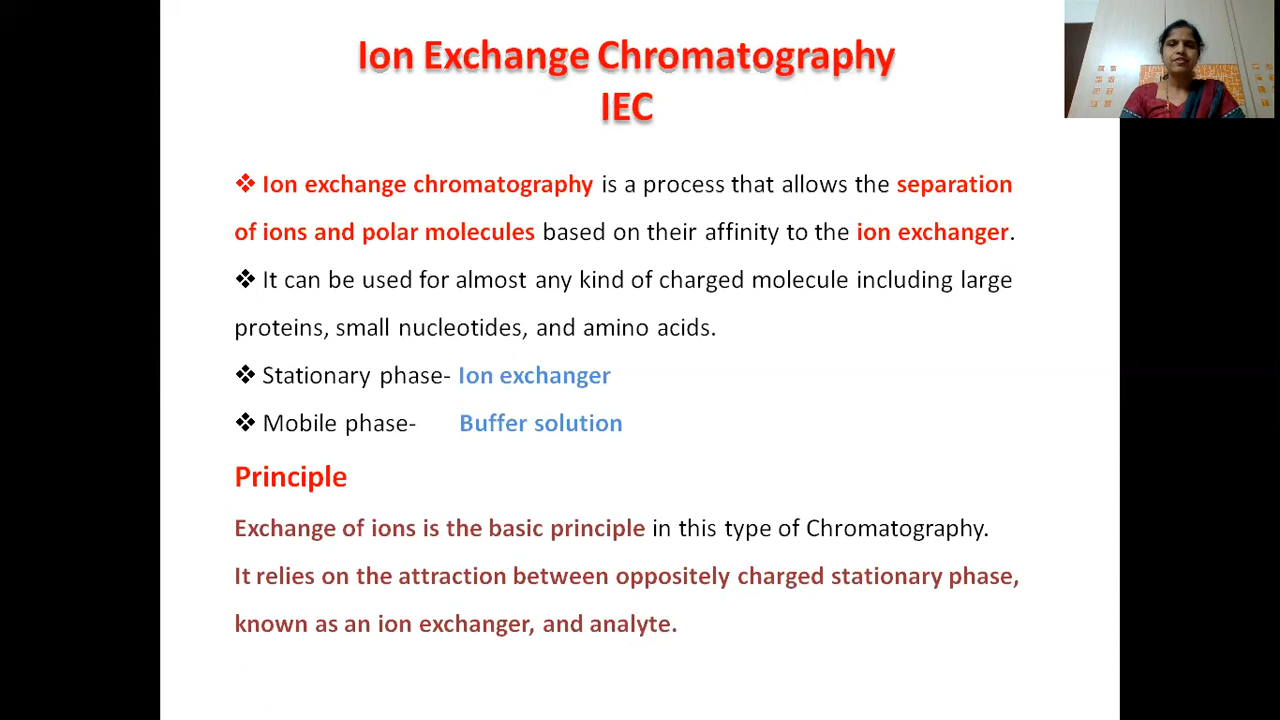 Ion Exchange Chromatography
IEC
❖ Ion exchange chromatography is a process that allows the separation
of ions and polar molecules based on their affinity to the ion exchanger.
❖ It can be used for almost any kind of charged molecule including large
proteins, small nucleotides, and amino acids.
❖ Stationary phase- Ion exchanger
❖ Mobile phase- Buffer solution
Principle
Exchange of ions is the basic principle in this type of Chromatography.
It relies on the attraction between oppositely charged stationary phase,
known as an ion exchanger, and analyte.